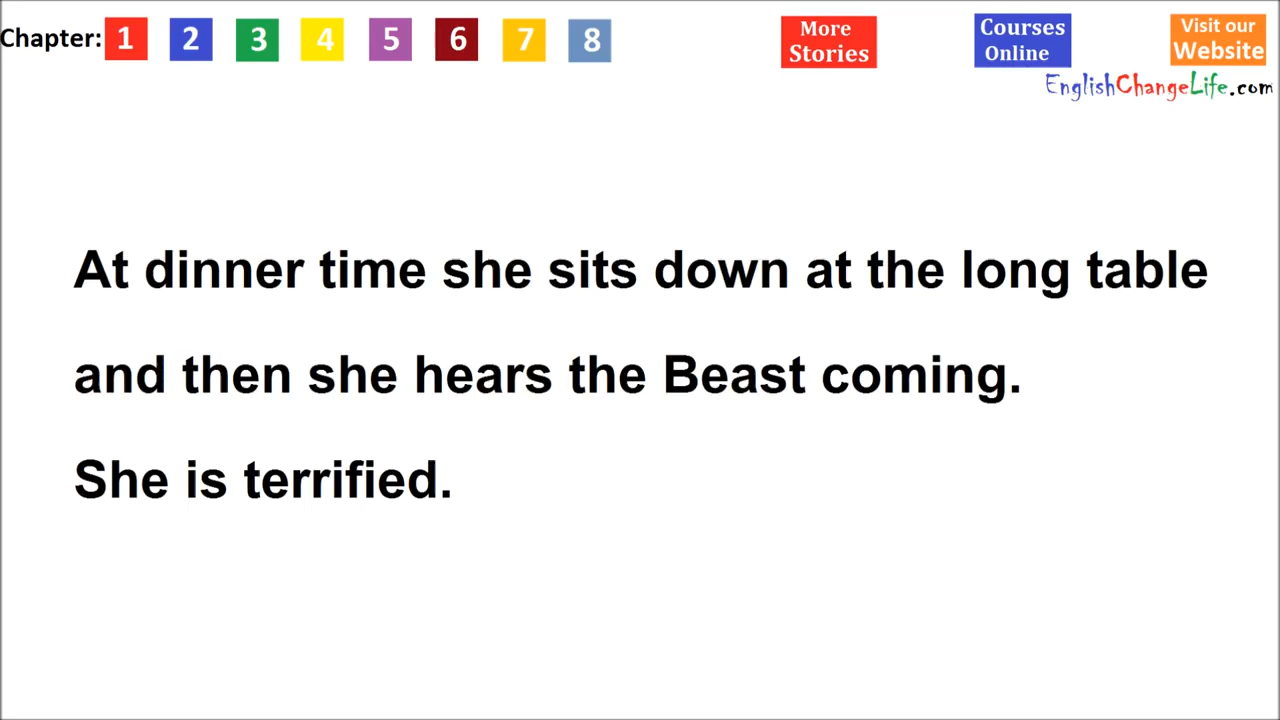 Chapter: 1 2 3 4 5 6 7 8
More
Stories
Courses
Online
Visit our
Website
EnglishChangeLife.com
At dinner time she sits down at the long table
and then she hears the Beast coming.
She is terrified.